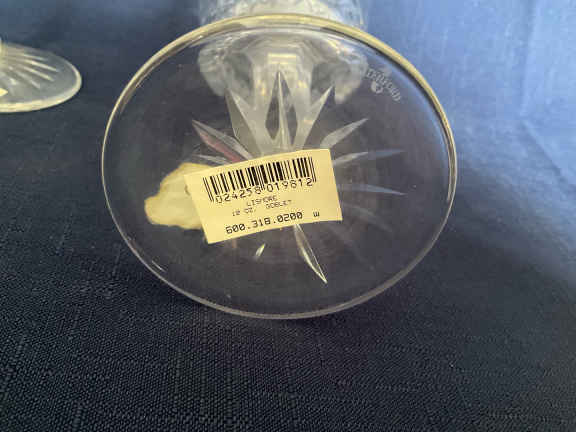 024258019812
LISMORE
10 OZ. GOBLET
600.318.0200 W